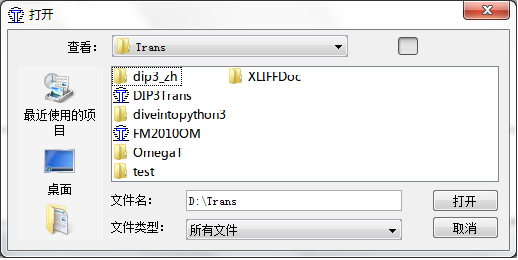 打开
查看：
Trans
dip3_zh
XLIFFDoc
DIP3Trans
diveintopython3
FM2010OM
OmegaT
test
最近使用的项
目
桌面
文件名：
D:\Trans
打开
文件类型：
所有文件
取消